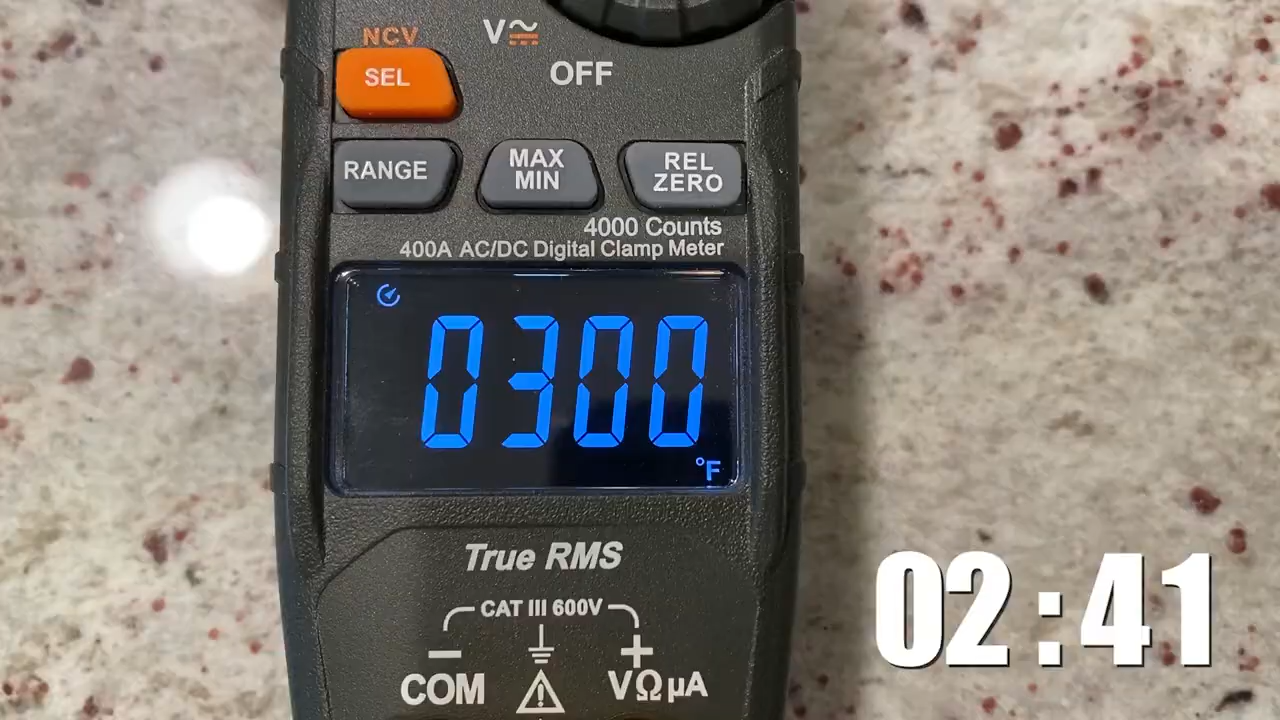 NCV
SEL
V
OFF
RANGE
MAX
MIN
REL
ZERO
4000 Counts
400A AC/DC Digital Clamp Meter
0300
°F
True RMS
CAT III 600V
COM
VΩµA
02:41